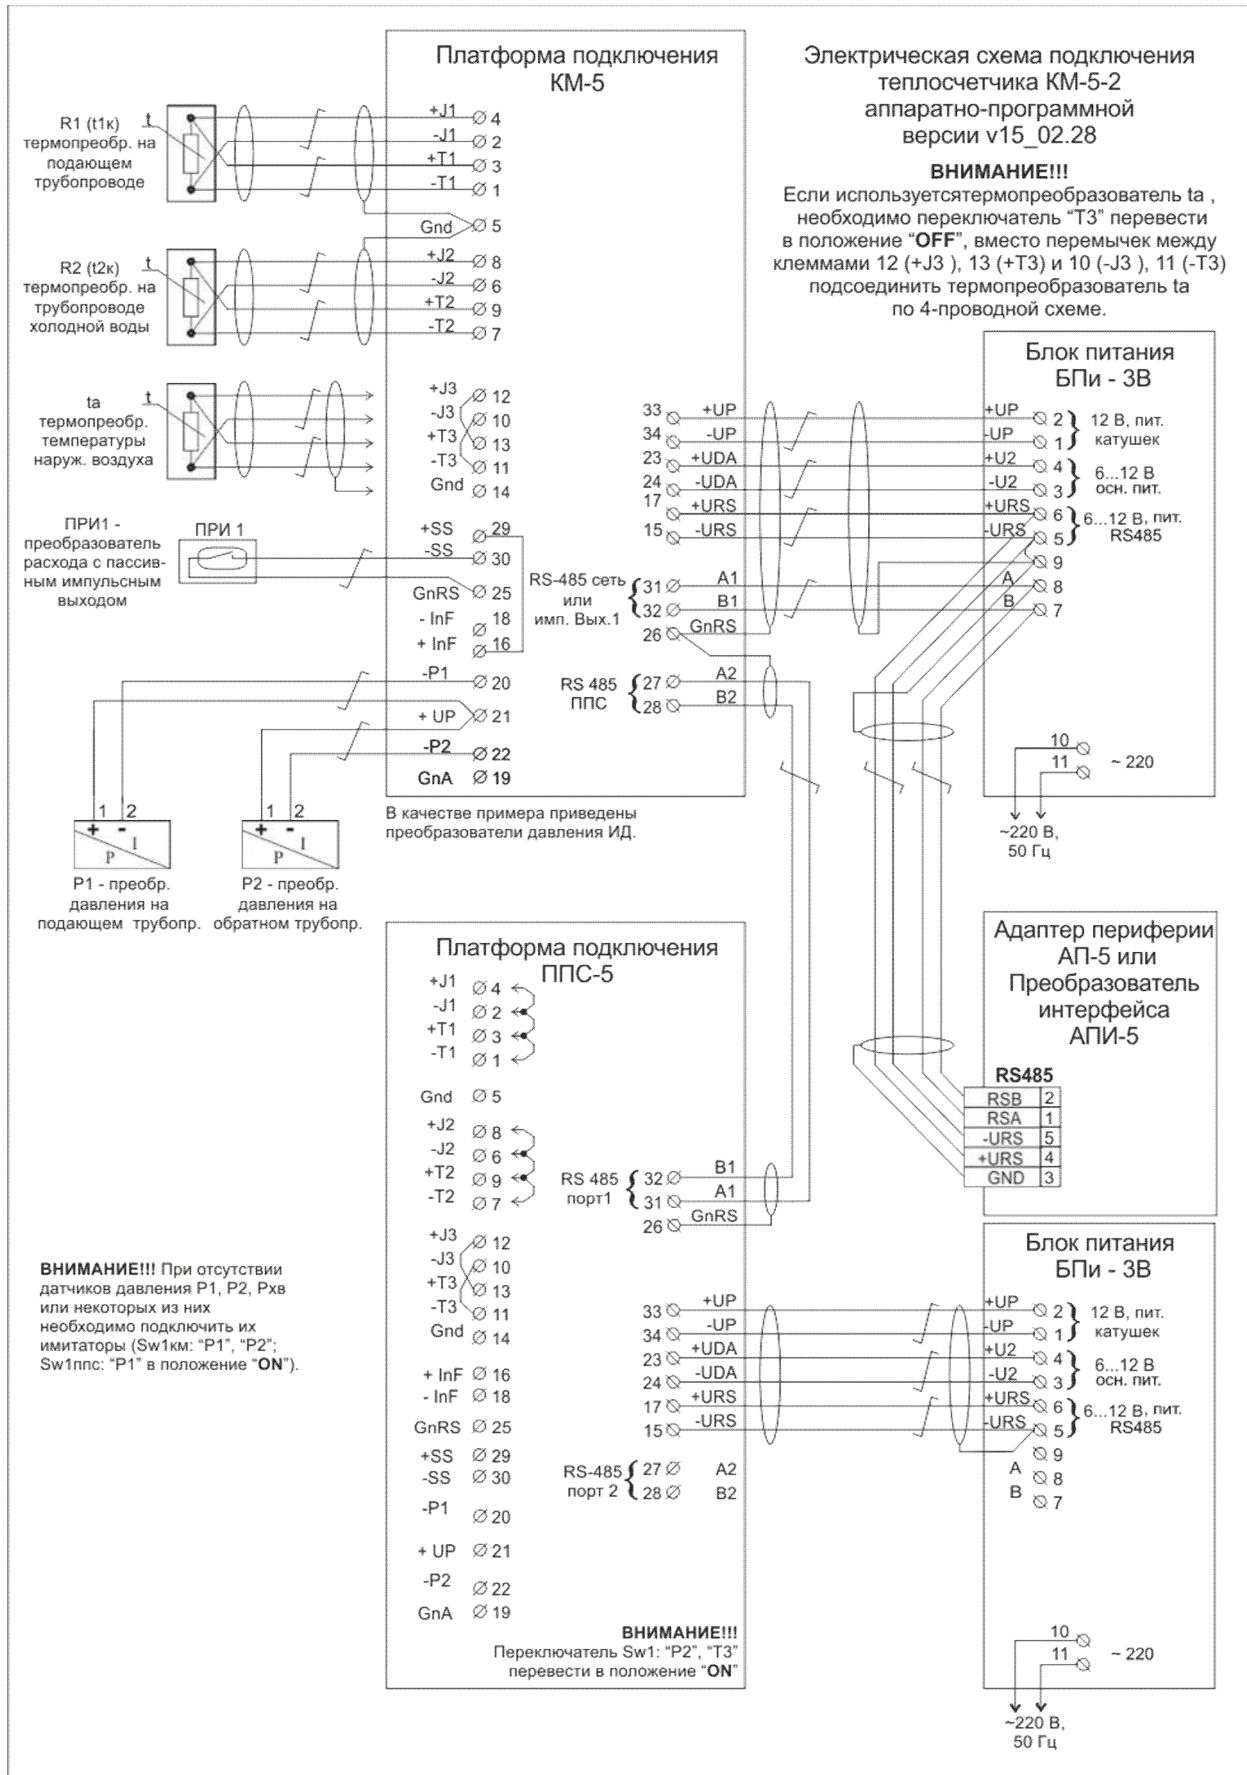 Платформа подключения
КМ-5
Электрическая схема подключения
теплосчетчика КМ-5-2
аппаратно-программной
версии v15_02.28
ВНИМАНИЕ!!!
Если используетсятермопреобразователь ta ,
необходимо переключатель “Т3” перевести
в положение “OFF”, вместо перемычек между
клеммами 12 (+J3 ), 13 (+T3) и 10 (-J3 ), 11 (-T3)
подсоединить термопреобразователь ta
по 4-проводной схеме.
R1 (t1к)
термопреобр. на
подающем
трубопроводе
t
+J1 4
-J1 2
+T1 3
-T1 1
Gnd 5
R2 (t2к)
термопреобр. на
трубопроводе
холодной воды
t
+J2 8
-J2 6
+T2 9
-T2 7
ta
термопреобр.
температуры
наруж. воздуха
t
+J3 12
-J3 10
+T3 13
-T3 11
Gnd 14
ПРИ1 -
преобразователь
расхода с пассив-
ным импульсным
выходом
ПРИ 1
+SS 29
-SS 30
GnRS 25
- InF 18
+ InF 16
-P1 20
+ UP 21
-P2 22
GnA 19
33 +UP
34 -UP
23 +UDA
24 -UDA
17 +URS
15 -URS
RS-485 сеть
или
имп. Вых.1
31 A1
32 B1
26 GnRS
RS 485
ППС
27 A2
28 B2
Блок питания
БПи - 3В
+UP 2
-UP 1
12 В, пит.
катушек
+U2 4
-U2 3
6...12 В
осн. пит.
+URS 6
-URS 5
6...12 В, пит.
RS485
9
A 8
B 7
10
11
~ 220
~220 В,
50 Гц
1 2
+ -
P I
P1 - преобр.
давления на
подающем трубопр.
1 2
+ -
P I
P2 - преобр.
давления на
обратном трубопр.
В качестве примера приведены
преобразователи давления ИД.
Платформа подключения
ППС-5
+J1 4
-J1 2
+T1 3
-T1 1
Gnd 5
+J2 8
-J2 6
+T2 9
-T2 7
+J3 12
-J3 10
+T3 13
-T3 11
Gnd 14
+ InF 16
- InF 18
GnRS 25
+SS 29
-SS 30
-P1 20
+ UP 21
-P2 22
GnA 19
RS 485
порт1
32 B1
31 A1
26 GnRS
33 +UP
34 -UP
23 +UDA
24 -UDA
17 +URS
15 -URS
RS-485
порт 2
27 A2
28 B2
ВНИМАНИЕ!!!
Переключатель Sw1: “P2”, “T3”
перевести в положение “ON”
Адаптер периферии
АП-5 или
Преобразователь
интерфейса
АПИ-5
RS485
RSB 2
RSA 1
-URS 5
+URS 4
GND 3
Блок питания
БПи - 3В
+UP 2
-UP 1
12 В, пит.
катушек
+U2 4
-U2 3
6...12 В
осн. пит.
+URS 6
-URS 5
6...12 В, пит.
RS485
9
A 8
B 7
10
11
~ 220
~220 В,
50 Гц
ВНИМАНИЕ!!! При отсутствии
датчиков давления Р1, Р2, Рхв
или некоторых из них
необходимо подключить их
имитаторы (Sw1км: “P1”, “P2”;
Sw1ппс: “P1” в положение “ON”).